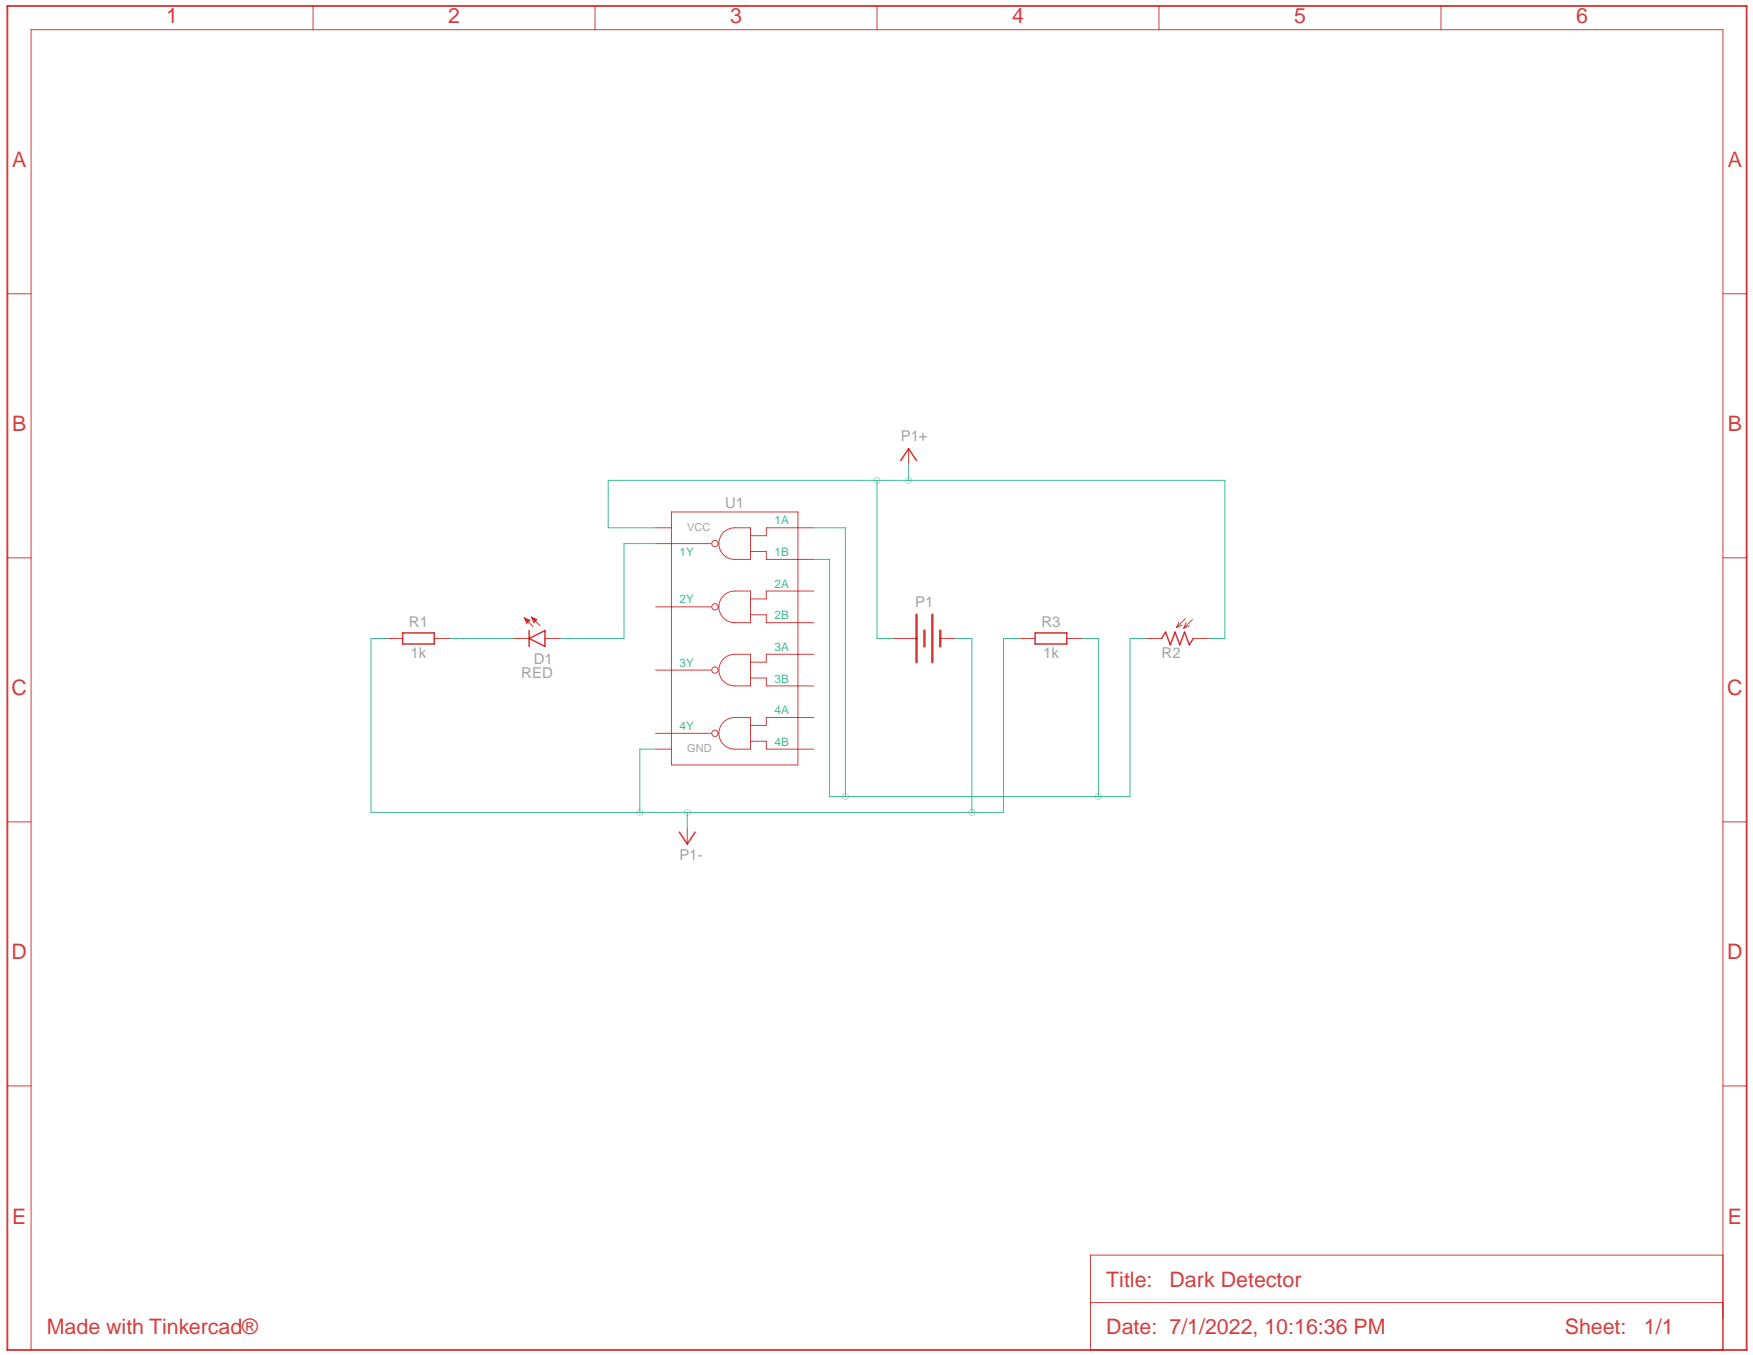 1 2 3 4 5 6
A A
B B
P1+
U1
VCC 1A
1Y 1B
2A
2Y 2B
R1 P1 R3
1k D1 1k R2
RED
3A
3Y 3B
C C
4A
4Y 4B
GND
P1-
D D
E E
Title: Dark Detector
Made with Tinkercad® Date: 7/1/2022, 10:16:36 PM Sheet: 1/1